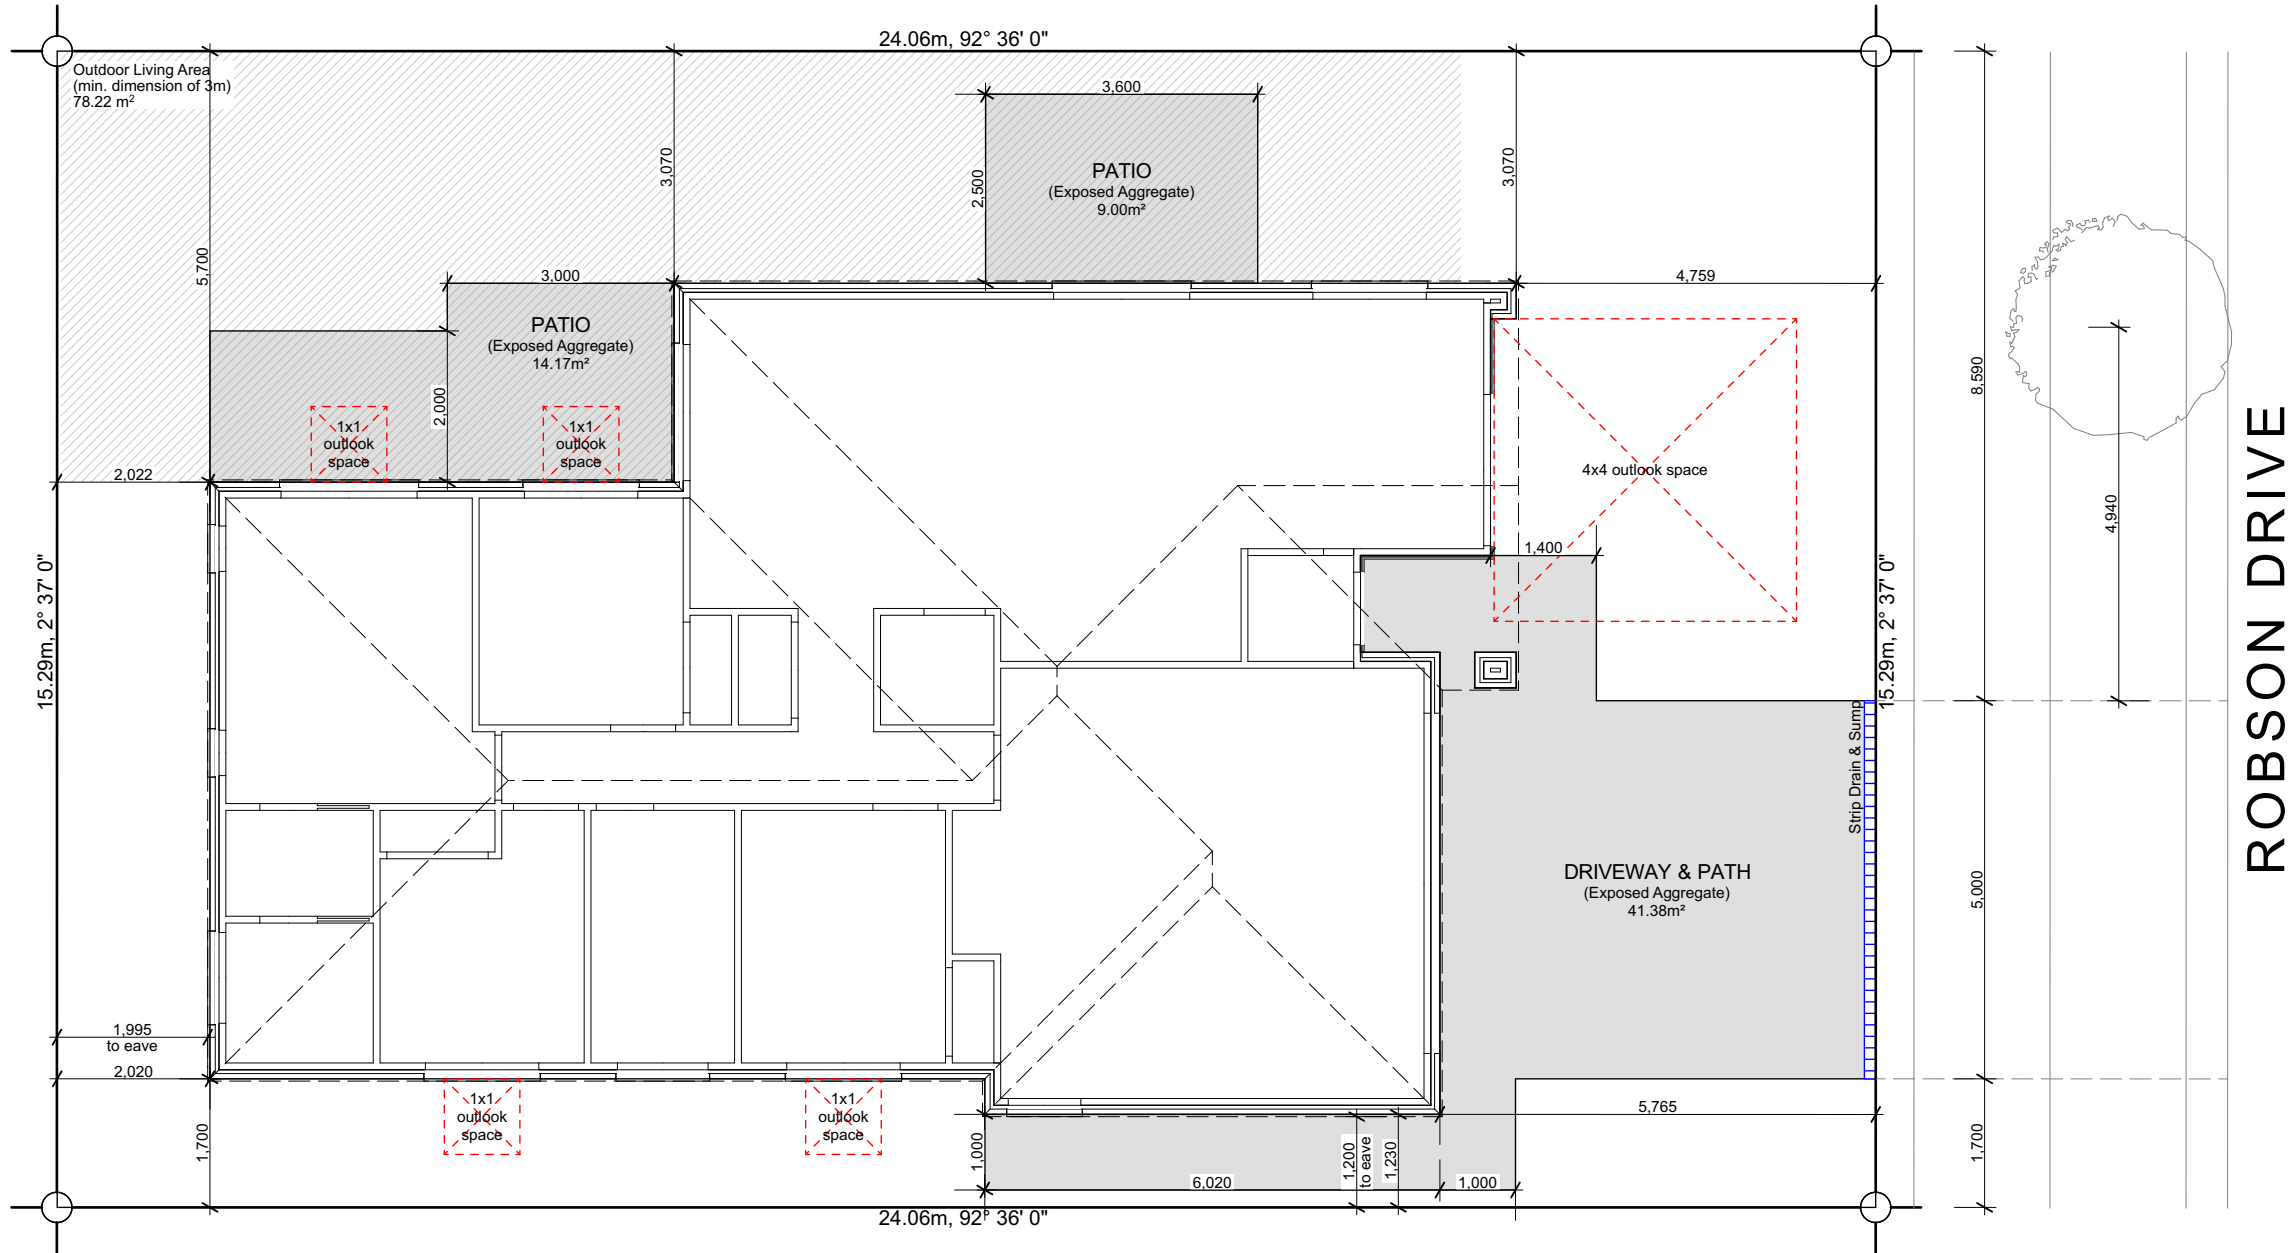 24.06m, 92° 36' 0"
Outdoor Living Area
(min. dimension of 3m)
78.22 m²
3,600
3,070
2,500
PATIO
(Exposed Aggregate)
9.00m²
3,070
5,700
3,000
4,759
PATIO
(Exposed Aggregate)
14.17m²
2,000
8,590
1x1
outlook
space
1x1
outlook
space
2,022
4x4 outlook space
4,940
1,400
15.29m, 2° 37' 0"
15.29m, 2° 37' 0"
ROBSON DRIVE
Strip Drain & Sump
DRIVEWAY & PATH
(Exposed Aggregate)
41.38m²
5,000
1,995
to eave
2,020
1x1
outlook
space
1x1
outlook
space
5,765
1,700
1,000
1,200
to eave
1,230
1,700
6,020
1,000
24.06m, 92° 36' 0"